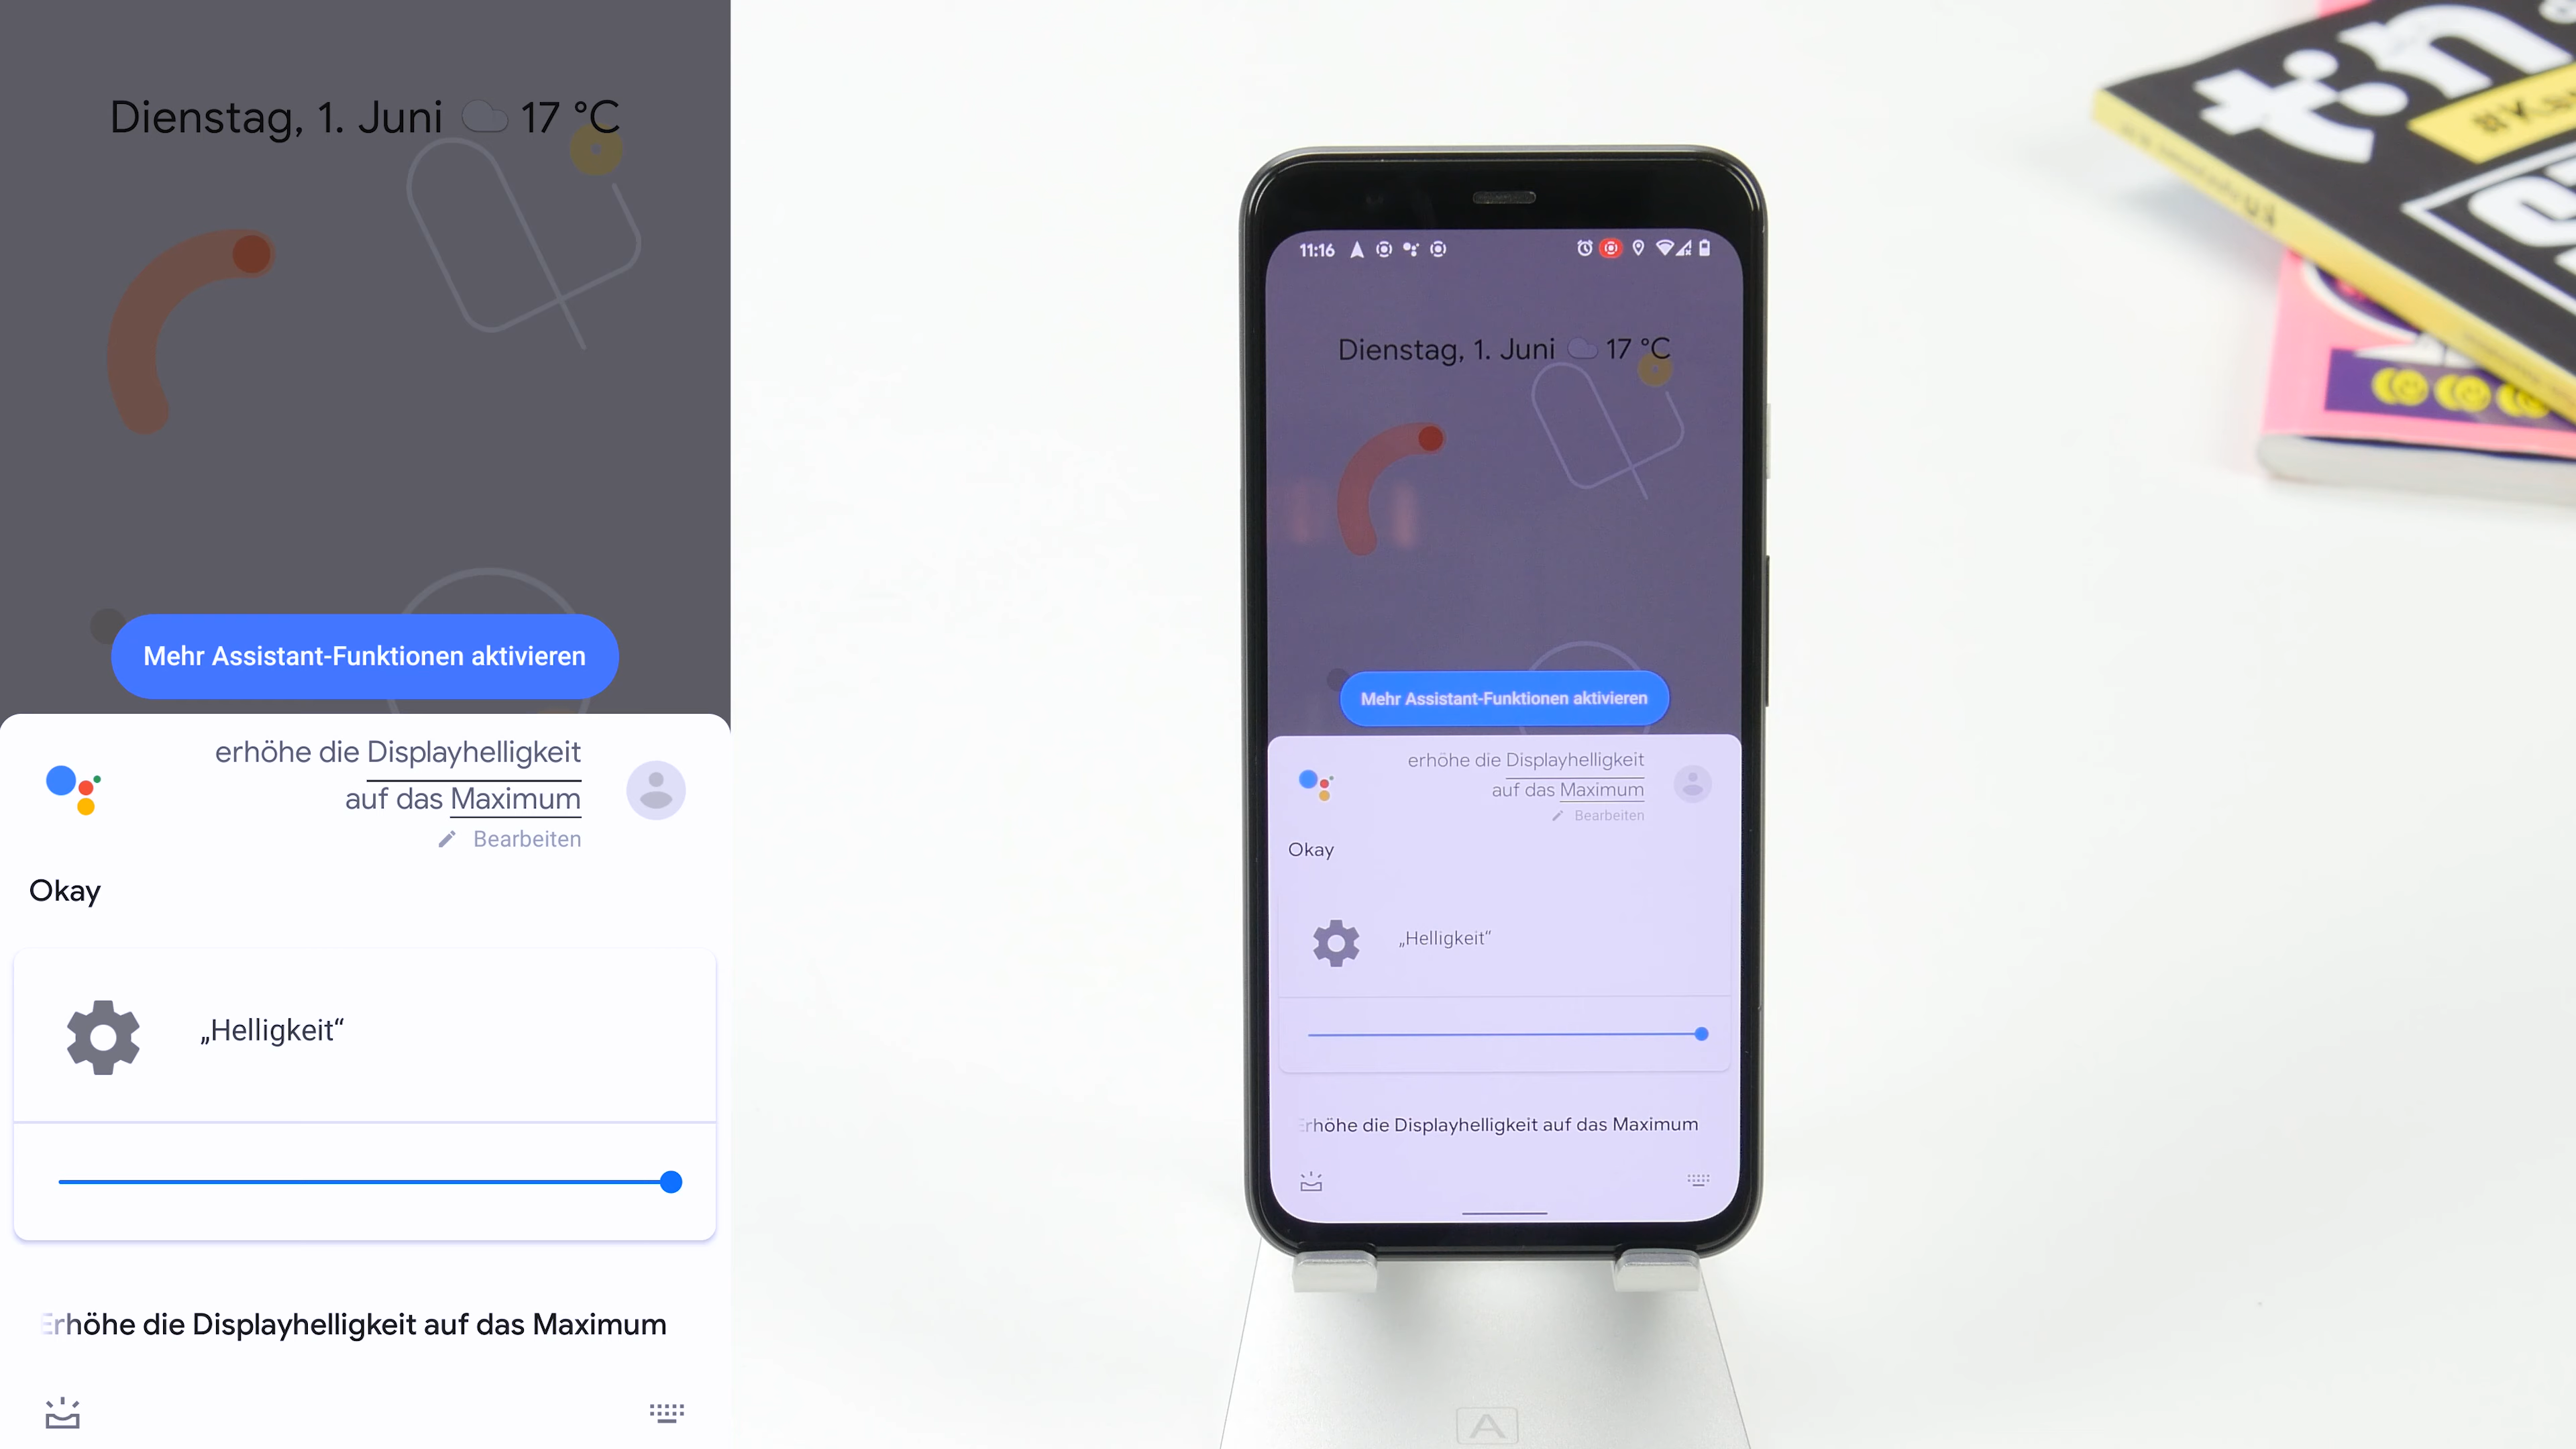 Dienstag, 1. Juni 17 °C
Mehr Assistant-Funktionen aktivieren
erhöhe die Displayhelligkeit
auf das Maximum
Bearbeiten
Okay
„Helligkeit“
Erhöhe die Displayhelligkeit auf das Maximum
11:16
Dienstag, 1. Juni 17 °C
Mehr Assistant-Funktionen aktivieren
erhöhe die Displayhelligkeit
auf das Maximum
Bearbeiten
Okay
„Helligkeit“
Erhöhe die Displayhelligkeit auf das Maximum
A
t3n